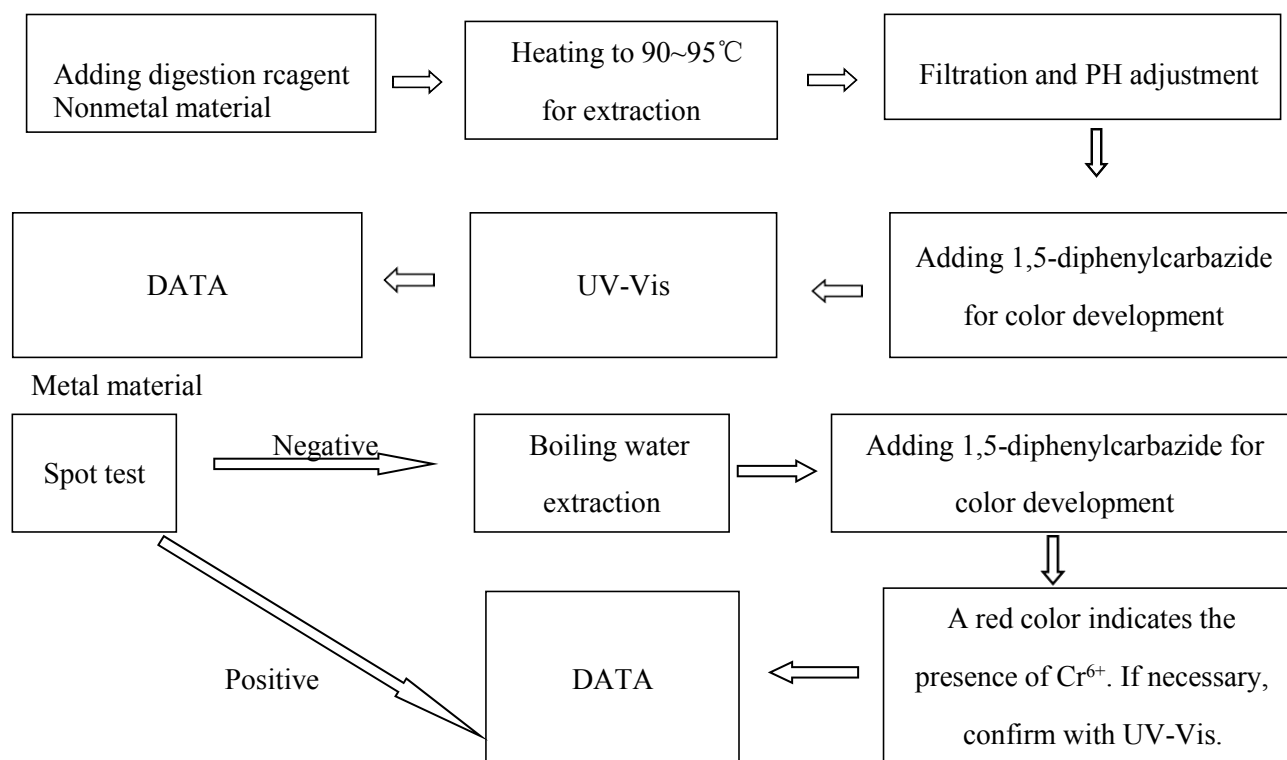 Adding digestion rcagent
Nonmetal material
Heating to 90~95℃
for extraction
Filtration and PH adjustment
DATA
UV-Vis
Adding 1,5-diphenylcarbazide
for color development
Metal material
Spot test
Negative
Boiling water
extraction
Adding 1,5-diphenylcarbazide for
color development
Positive
DATA
A red color indicates the
presence of Cr⁶⁺. If necessary,
confirm with UV-Vis.